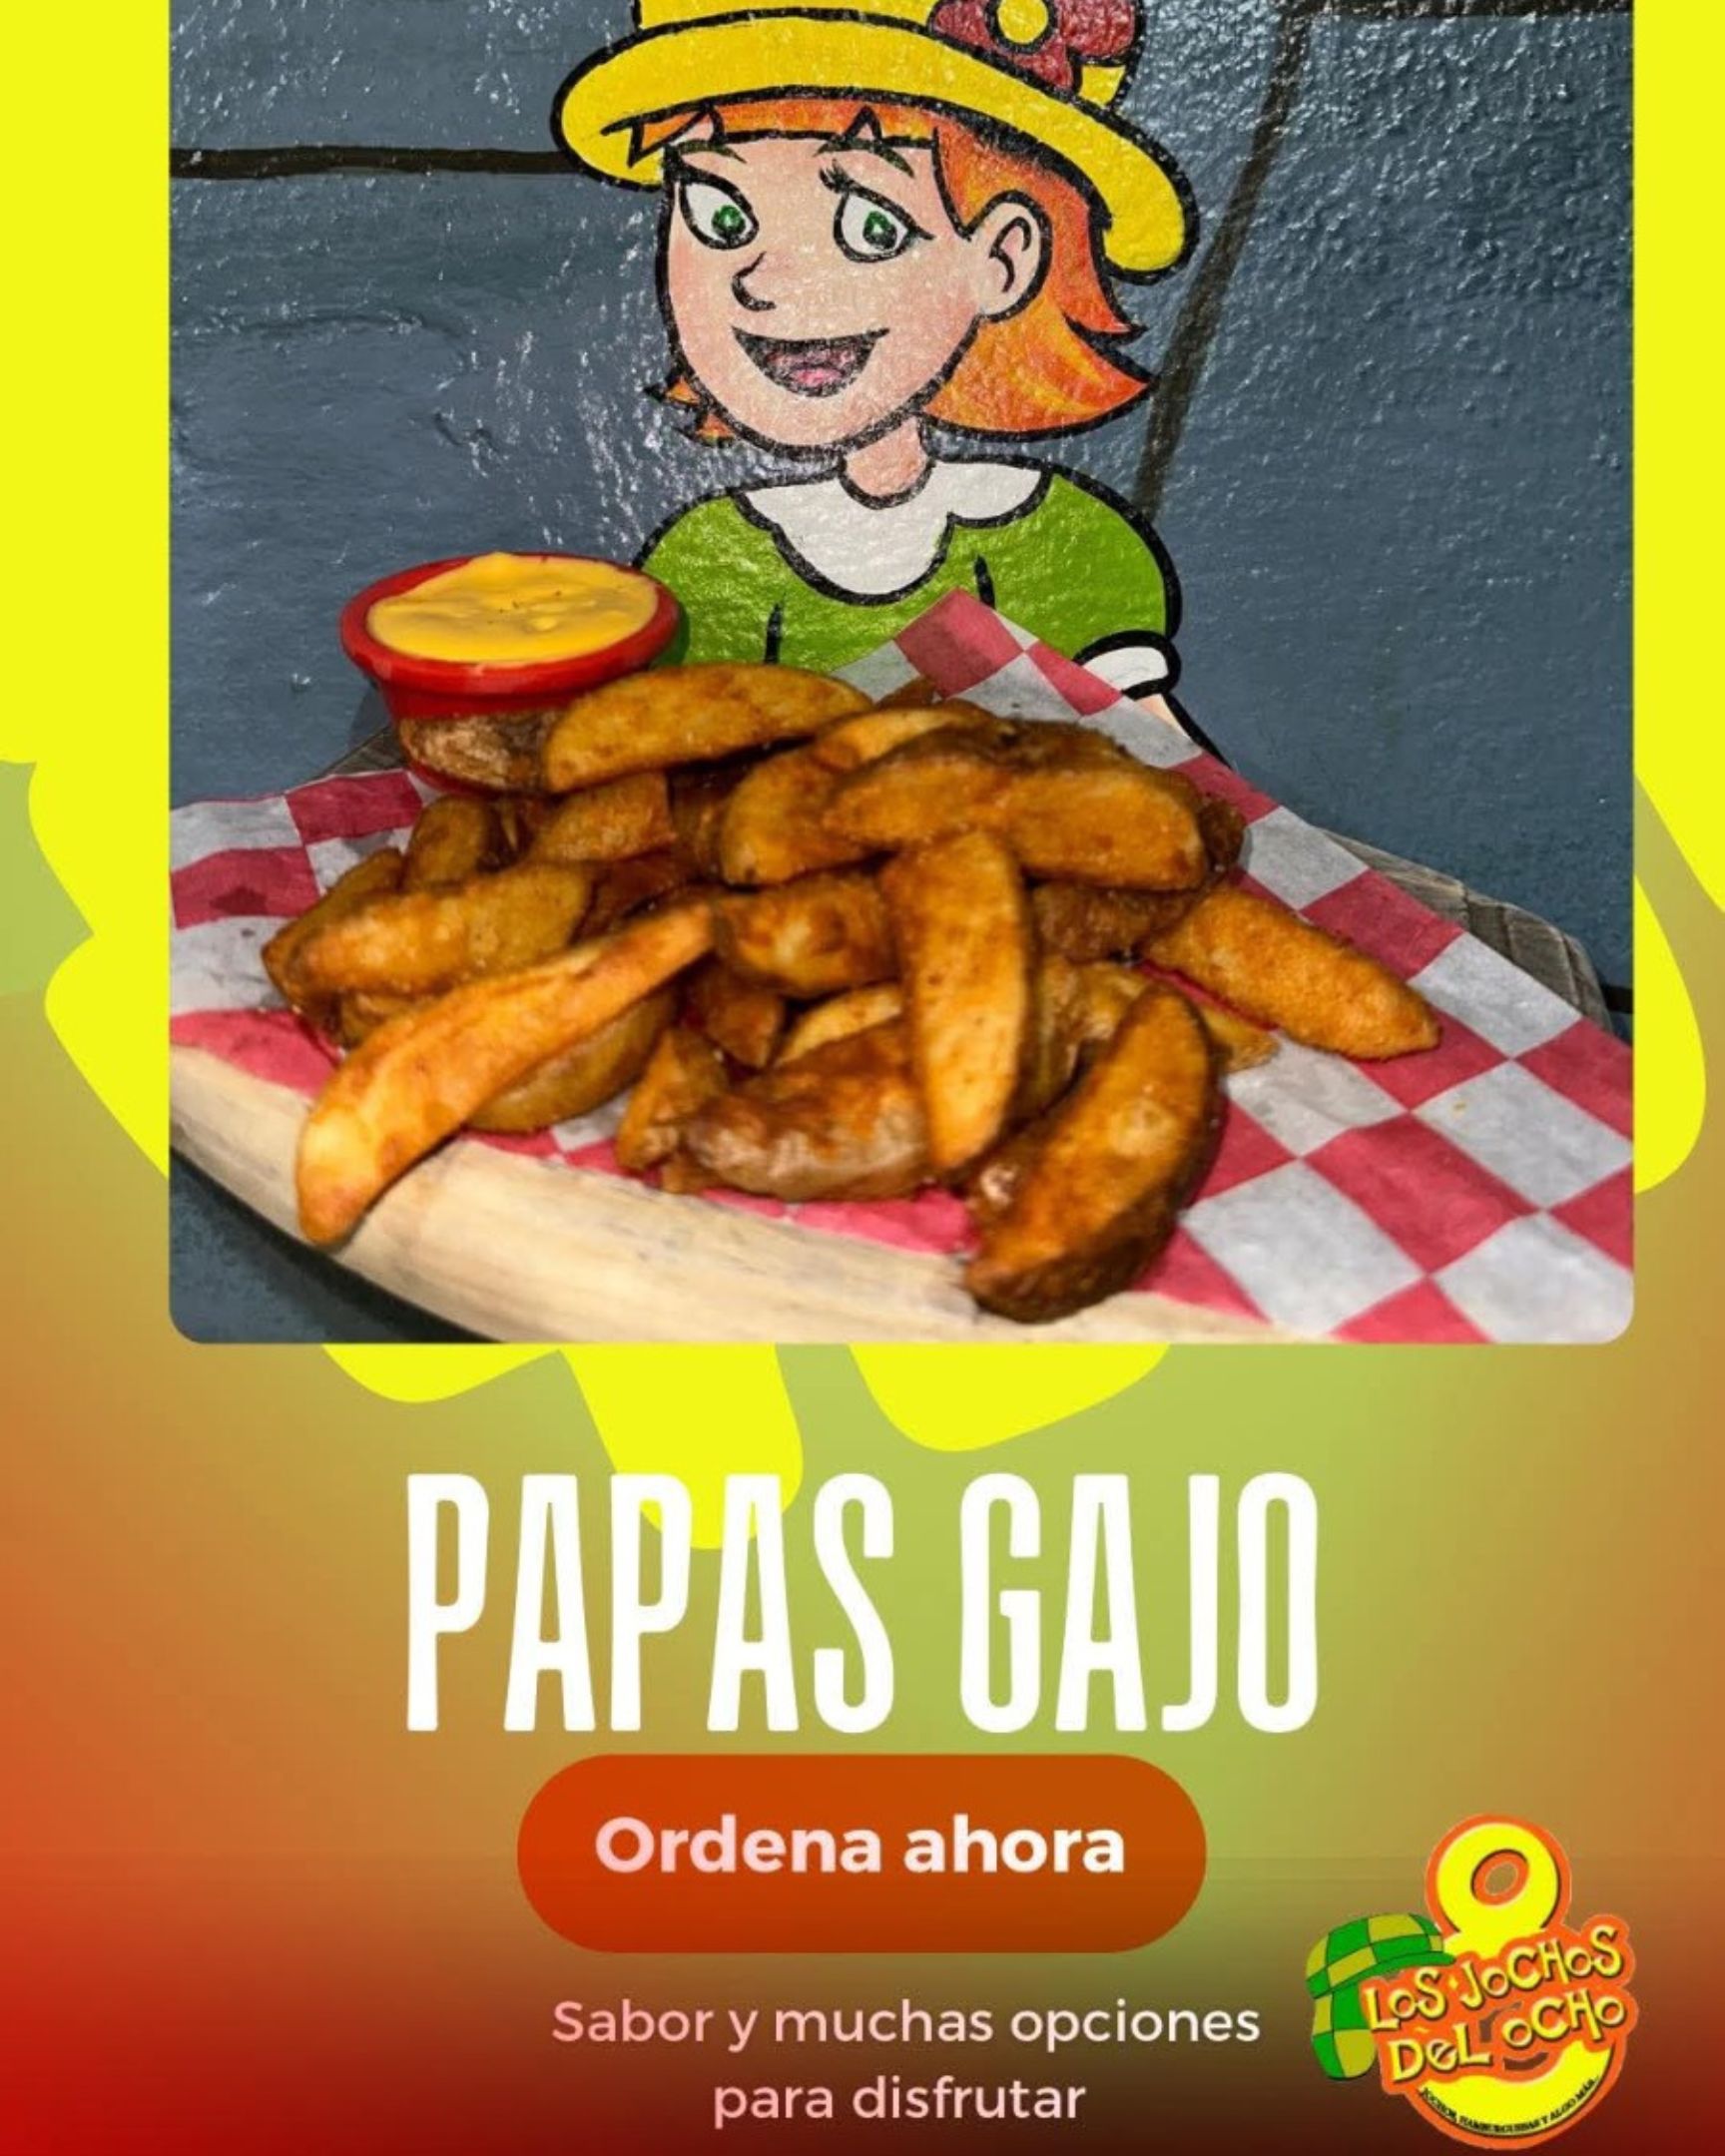 PAPAS GAJO
Ordena ahora
Sabor y muchas opciones
para disfrutar
LOS JOCHOS
DEL OCHO
JOCHOS, HAMBURGUESAS Y ALGO MÁS...